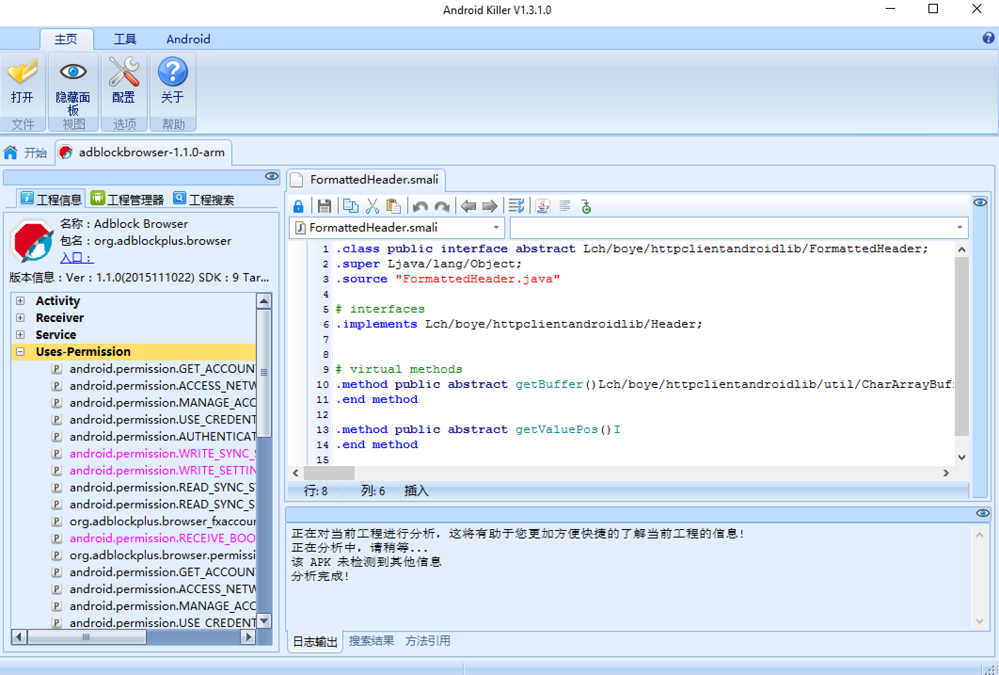 Android Killer V1.3.1.0
主页 工具 Android
打开 隐藏面板 配置 关于
文件 视图 选项 帮助
开始 adblockbrowser-1.1.0-arm
工程信息 工程管理器 工程搜索
名称 : Adblock Browser
包名 : org.adblockplus.browser
入口 :
版本信息 : Ver : 1.1.0(2015111022) SDK : 9 Tar...
Activity
Receiver
Service
Uses-Permission
android.permission.GET_ACCOUN
android.permission.ACCESS_NETW
android.permission.MANAGE_ACC
android.permission.USE_CREDENT
android.permission.AUTHENTICAT
android.permission.WRITE_SYNC_S
android.permission.WRITE_SETTIN
android.permission.READ_SYNC_ST
android.permission.READ_SYNC_S
org.adblockplus.browser_fxaccour
android.permission.RECEIVE_BOO
org.adblockplus.browser.permissi
android.permission.GET_ACCOUN
android.permission.ACCESS_NETW
android.permission.MANAGE_ACC
android.permission.USE_CREDENT
FormattedHeader.smali
FormattedHeader.smali
1 .class public interface abstract Lch/boye/httpclientandroidlib/FormattedHeader;
2 .super Ljava/lang/Object;
3 .source "FormattedHeader.java"
4
5 # interfaces
6 .implements Lch/boye/httpclientandroidlib/Header;
7
8
9 # virtual methods
10 .method public abstract getBuffer()Lch/boye/httpclientandroidlib/util/CharArrayBuf
11 .end method
12
13 .method public abstract getValuePos()I
14 .end method
15
行: 8 列: 6 插入
正在对当前工程进行分析，这将有助于您更加方便快捷的了解当前工程的信息!
正在分析中，请稍等...
该 APK 未检测到其他信息
分析完成!
日志输出 搜索结果 方法引用